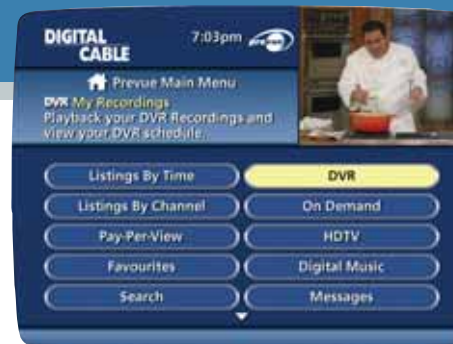 DIGITAL
CABLE
7:03pm
Prevue Main Menu
DVR My Recordings
Playback your DVR Recordings and
view your DVR schedule.
Listings By Time
DVR
Listings By Channel
On Demand
Pay-Per-View
HDTV
Favourites
Digital Music
Search
Messages